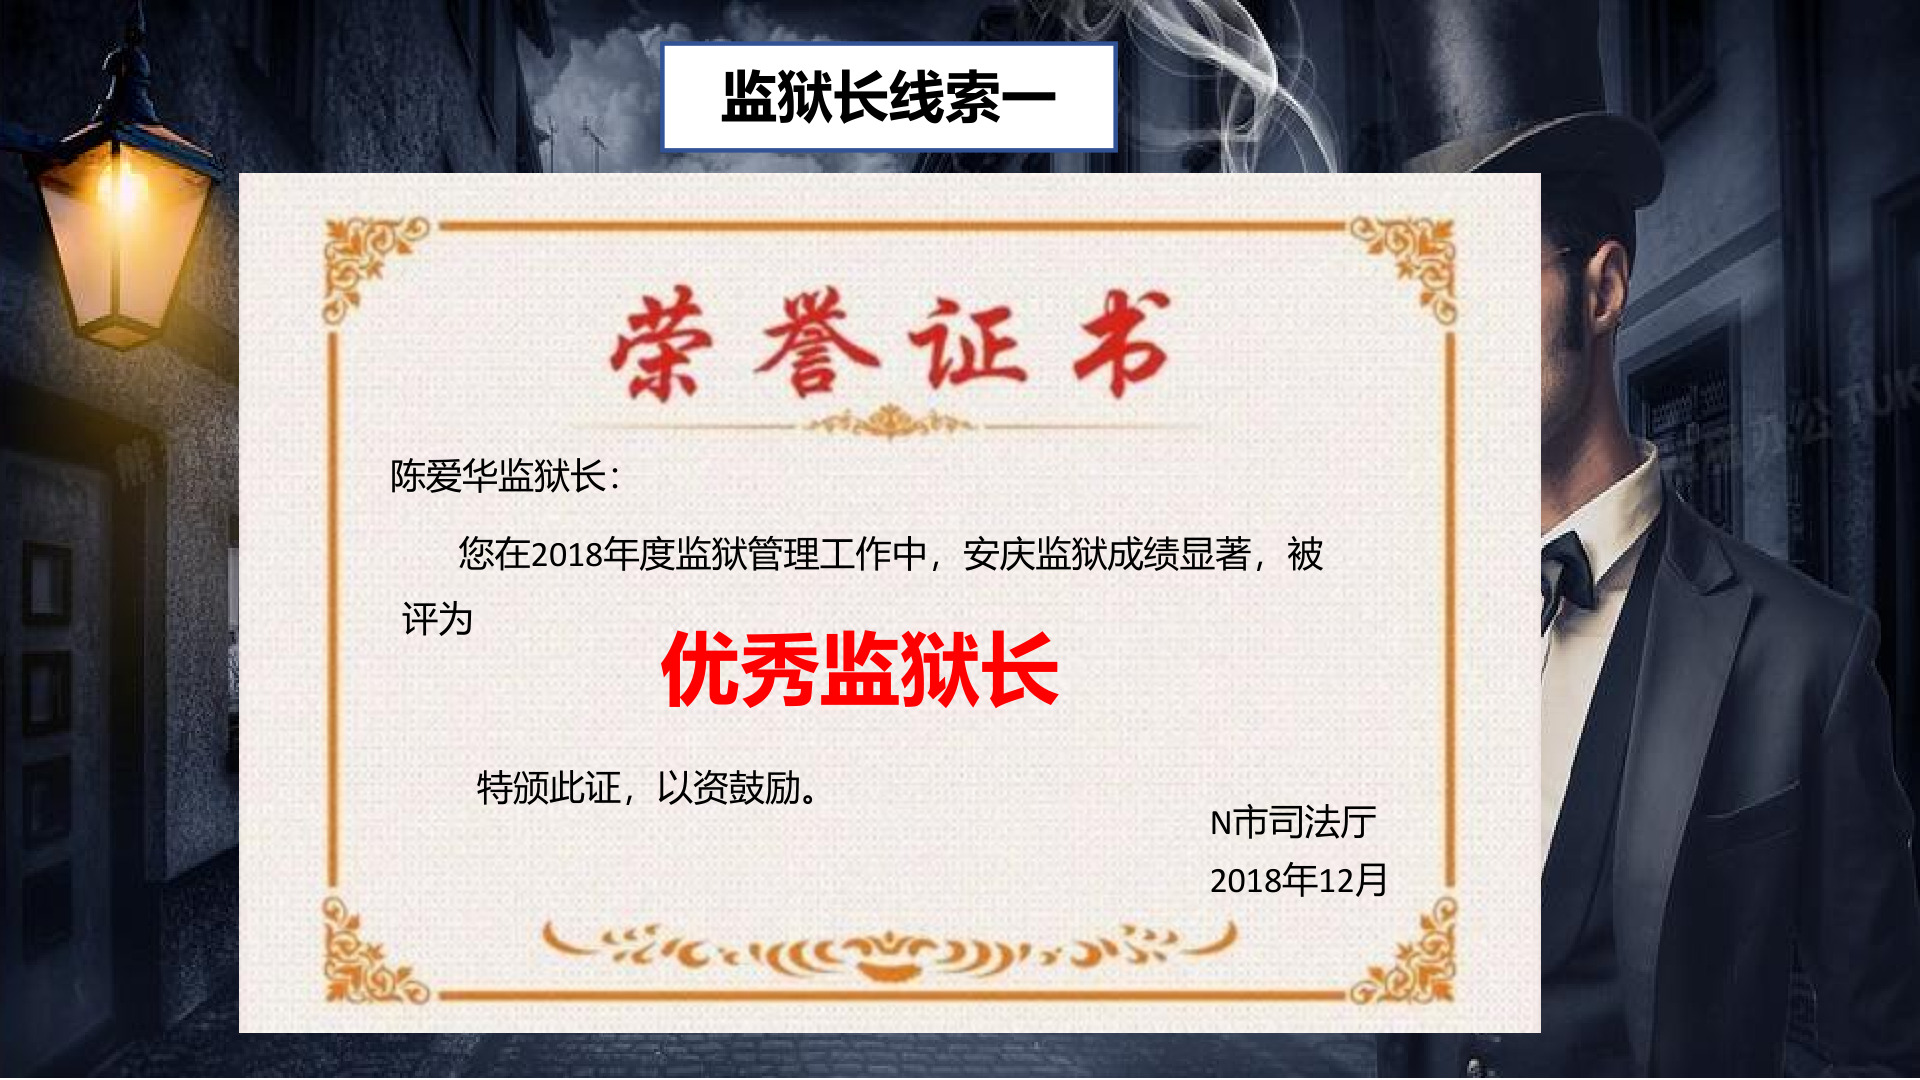 监狱长线索一
荣誉证书
陈爱华监狱长：
您在2018年度监狱管理工作中，安庆监狱成绩显著，被
评为
优秀监狱长
特颁此证，以资鼓励。
N市司法厅
2018年12月
办公 TUK